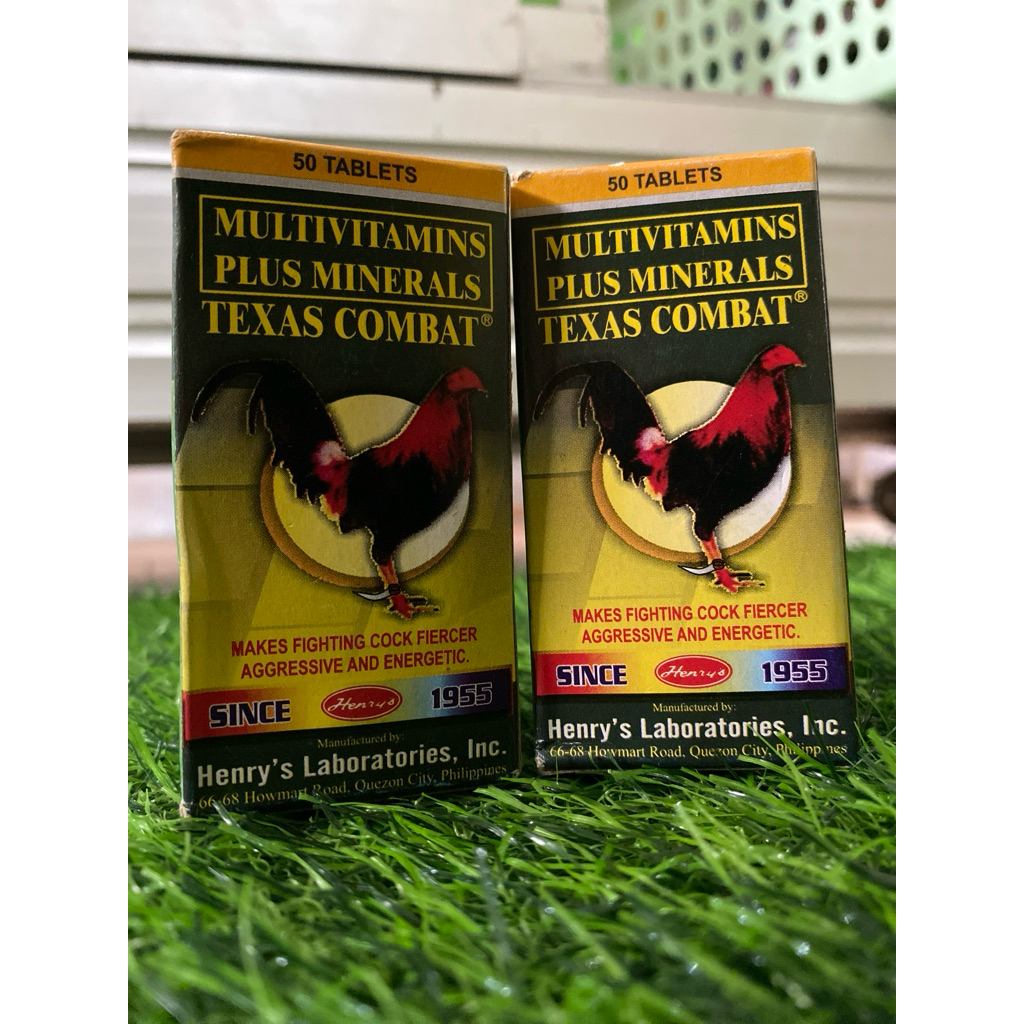 50 TABLETS
MULTIVITAMINS
PLUS MINERALS
TEXAS COMBAT®
MAKES FIGHTING COCK FIERCER
AGGRESSIVE AND ENERGETIC.
SINCE Henry's 1955
Manufactured by:
Henry's Laboratories, Inc.
66-68 Howmart Road, Quezon City, Philippines
50 TABLETS
MULTIVITAMINS
PLUS MINERALS
TEXAS COMBAT®
MAKES FIGHTING COCK FIERCER
AGGRESSIVE AND ENERGETIC.
SINCE Henry's 1955
Manufactured by:
Henry's Laboratories, Inc.
66-68 Howmart Road, Quezon City, Philippines